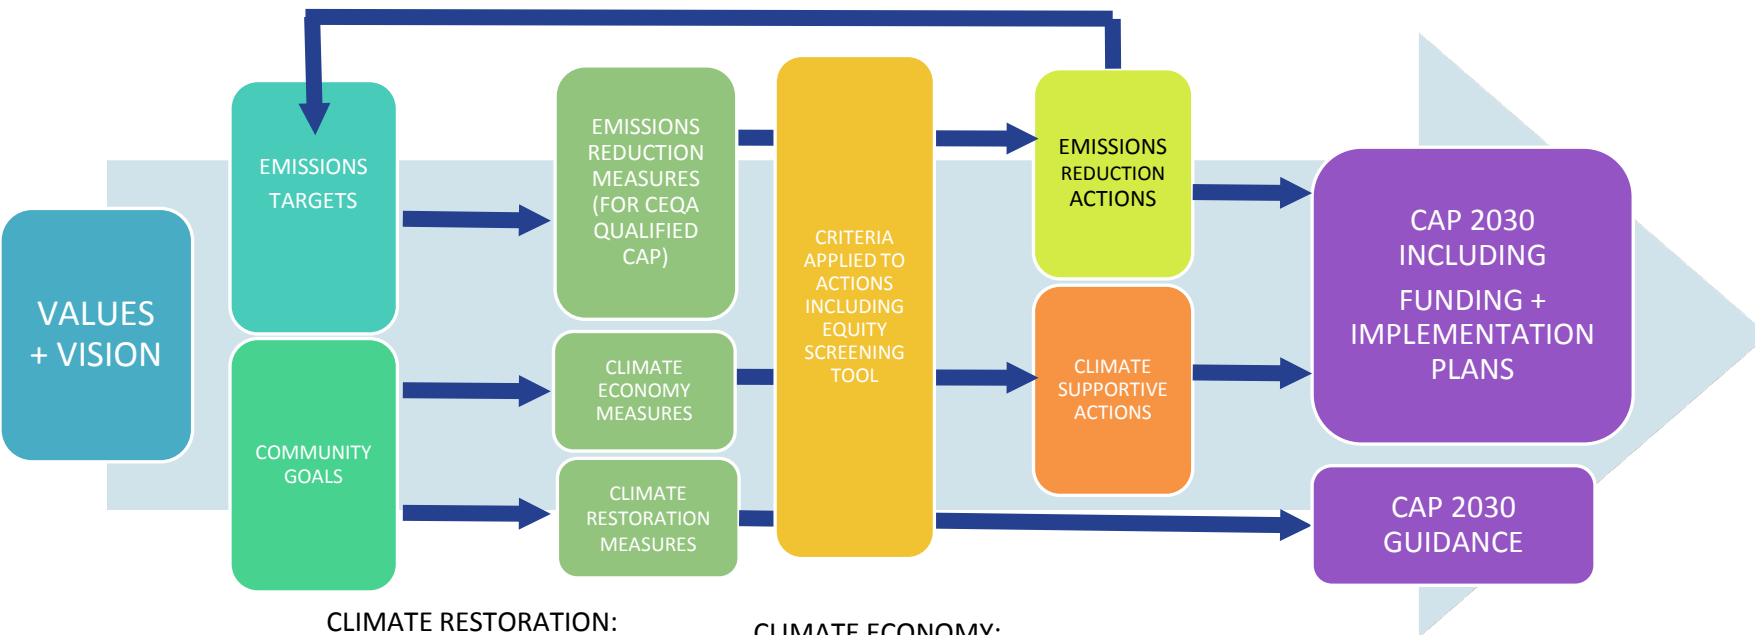 VALUES
+ VISION
EMISSIONS
TARGETS
COMMUNITY
GOALS
EMISSIONS
REDUCTION
MEASURES
(FOR CEQA
QUALIFIED
CAP)
CLIMATE
ECONOMY
MEASURES
CLIMATE
RESTORATION
MEASURES
CRITERIA
APPLIED TO
ACTIONS
INCLUDING
EQUITY
SCREENING
TOOL
EMISSIONS
REDUCTION
ACTIONS
CLIMATE
SUPPORTIVE
ACTIONS
CAP 2030
INCLUDING
FUNDING +
IMPLEMENTATION
PLANS
CAP 2030
GUIDANCE
CLIMATE RESTORATION:
CLIMATE ECONOMY: